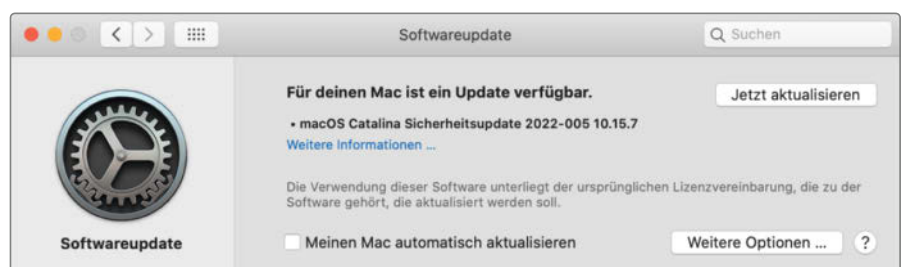 Softwareupdate
Suchen
Für deinen Mac ist ein Update verfügbar.
Jetzt aktualisieren
• macOS Catalina Sicherheitsupdate 2022-005 10.15.7
Weitere Informationen ...
Die Verwendung dieser Software unterliegt der ursprünglichen Lizenzvereinbarung, die zu der
Software gehört, die aktualisiert werden soll.
Softwareupdate
Meinen Mac automatisch aktualisieren
Weitere Optionen ...
?